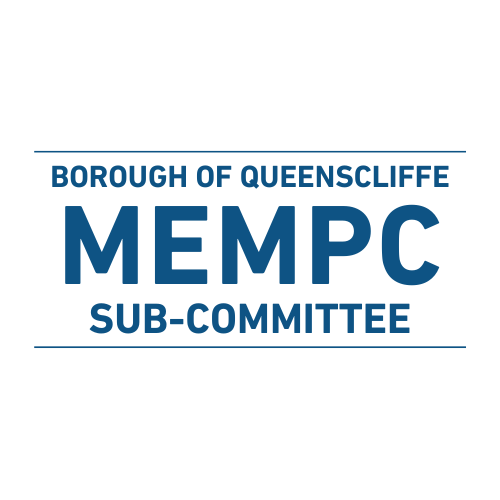 BOROUGH OF QUEENSCLIFFE
MEMPC
SUB-COMMITTEE